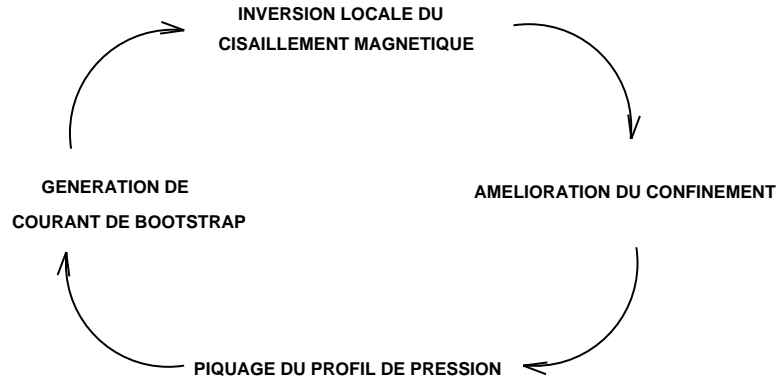 INVERSION LOCALE DU
CISAILLEMENT MAGNETIQUE
AMELIORATION DU CONFINEMENT
PIQUAGE DU PROFIL DE PRESSION
GENERATION DE
COURANT DE BOOTSTRAP